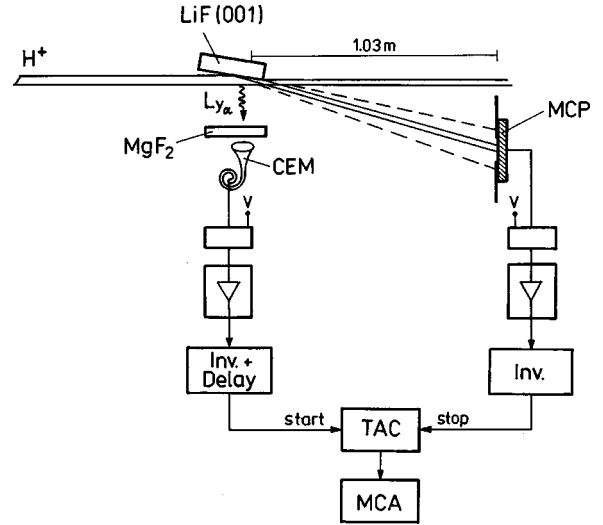 LiF (001)
H+
1.03 m
Lyα
MgF2
CEM
MCP
V
V
Inv. +
Delay
Inv.
start
TAC
stop
MCA